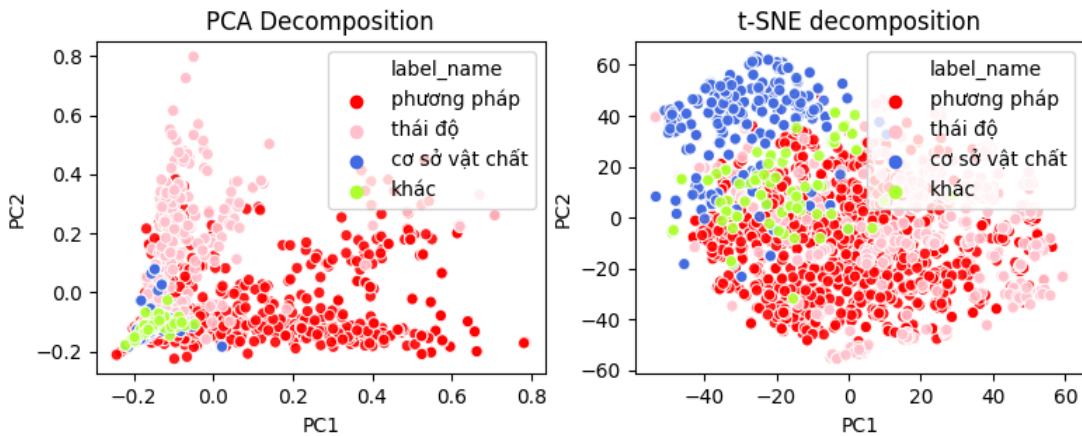 PCA Decomposition
0.8
0.6
0.4
0.2
0.0
−0.2
PC2
−0.2
0.0
0.2
0.4
0.6
0.8
PC1
label_name
phương pháp
thái độ
cơ sở vật chất
khác
t-SNE decomposition
60
40
20
0
−20
−40
−60
PC2
−40
−20
0
20
40
60
PC1
label_name
phương pháp
thái độ
cơ sở vật chất
khác